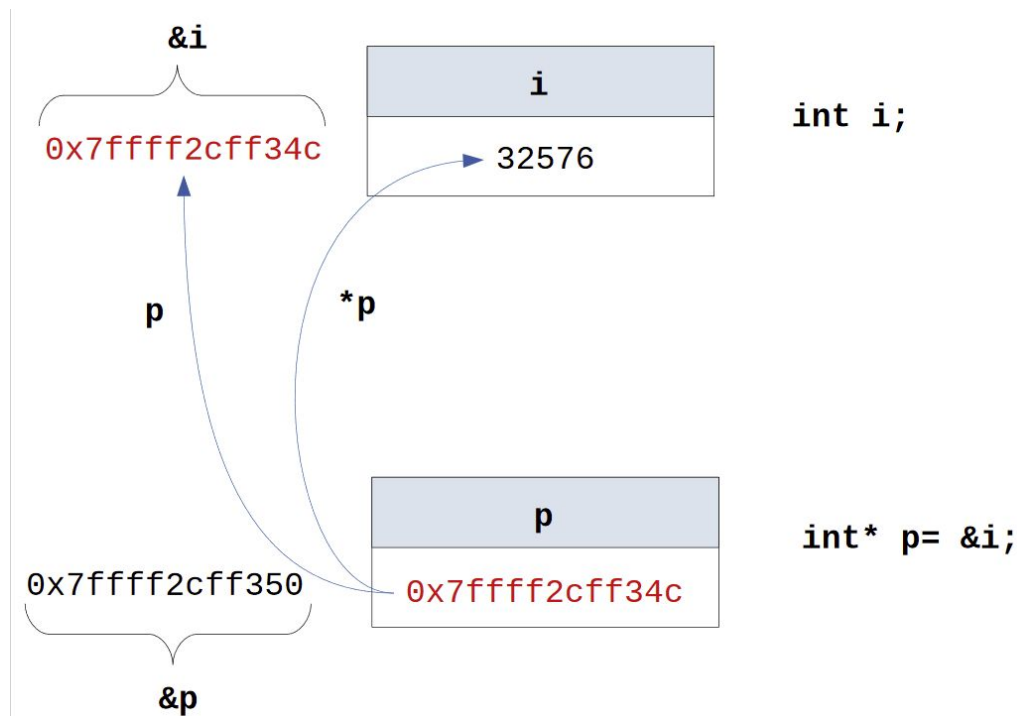 &i
i
int i;
0x7ffff2cff34c
32576
p
*p
p
int* p= &i;
0x7ffff2cff350
0x7ffff2cff34c
&p